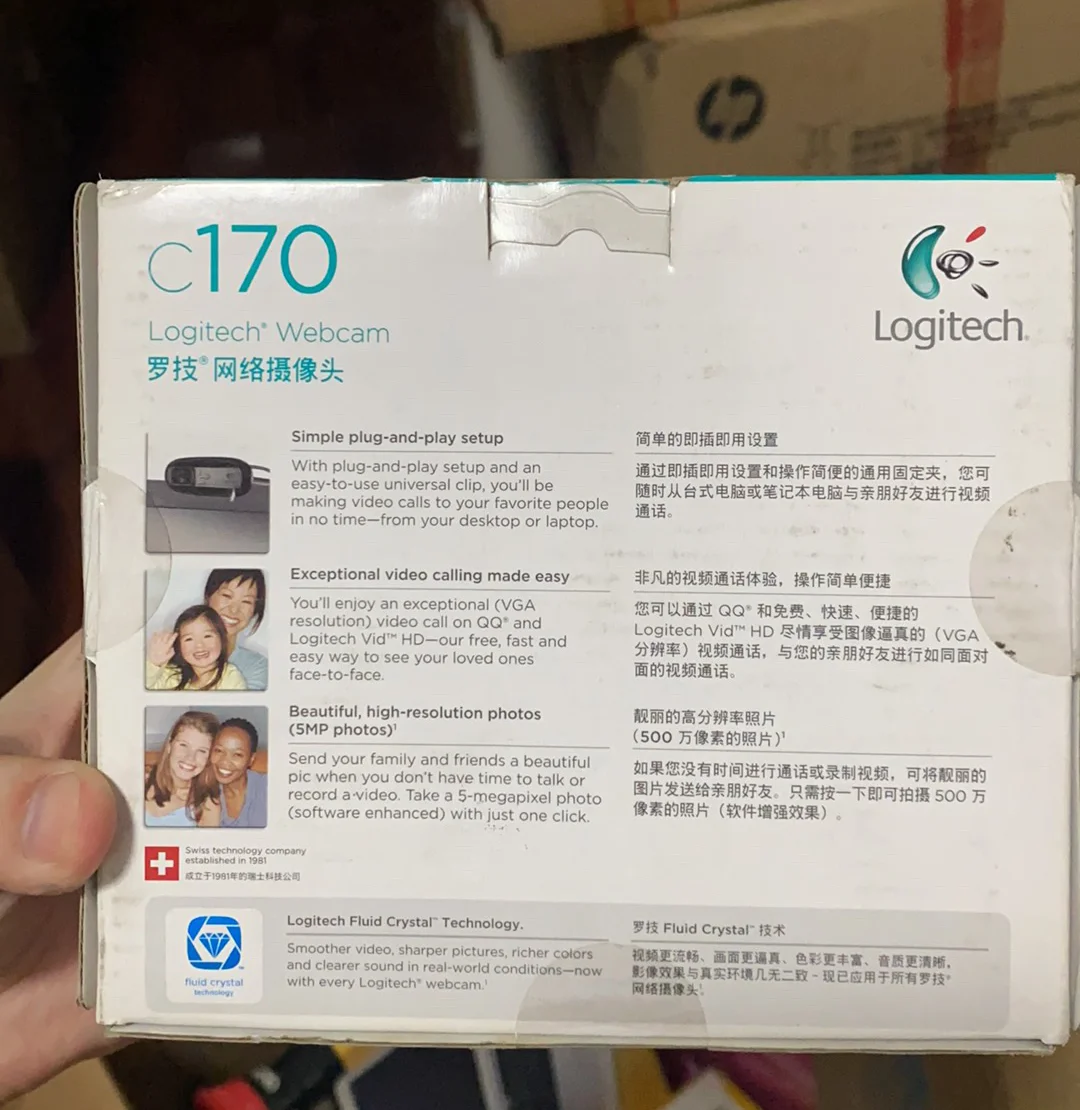 hp
c170
Logitech® Webcam
罗技®网络摄像头
Logitech®
Simple plug-and-play setup
With plug-and-play setup and an
easy-to-use universal clip, you'll be
making video calls to your favorite people
in no time—from your desktop or laptop.
简单的即插即用设置
通过即插即用设置和操作简便的通用固定夹，您可
随时从台式电脑或笔记本电脑与亲朋好友进行视频
通话。
Exceptional video calling made easy
You'll enjoy an exceptional (VGA
resolution) video call on QQ® and
Logitech Vid™ HD—our free, fast and
easy way to see your loved ones
face-to-face.
非凡的视频通话体验，操作简单便捷
您可以通过 QQ® 和免费、快速、便捷的
Logitech Vid™ HD 尽情享受图像逼真的（VGA
分辨率）视频通话，与您的亲朋好友进行如同面对
面的视频通话。
Beautiful, high-resolution photos
(5MP photos)¹
Send your family and friends a beautiful
pic when you don't have time to talk or
record a video. Take a 5-megapixel photo
(software enhanced) with just one click.
靓丽的高分辨率照片
（500 万像素的照片）¹
如果您没有时间进行通话或录制视频，可将靓丽的
图片发送给亲朋好友。只需按一下即可拍摄 500 万
像素的照片（软件增强效果）。
Swiss technology company
established in 1981
成立于1981年的瑞士科技公司
fluid crystal
technology
Logitech Fluid Crystal™ Technology.
Smoother video, sharper pictures, richer colors
and clearer sound in real-world conditions—now
with every Logitech® webcam.¹
罗技 Fluid Crystal™ 技术
视频更流畅、画面更逼真、色彩更丰富、音质更清晰，
影像效果与真实环境几无二致 - 现已应用于所有罗技®
网络摄像头¹.